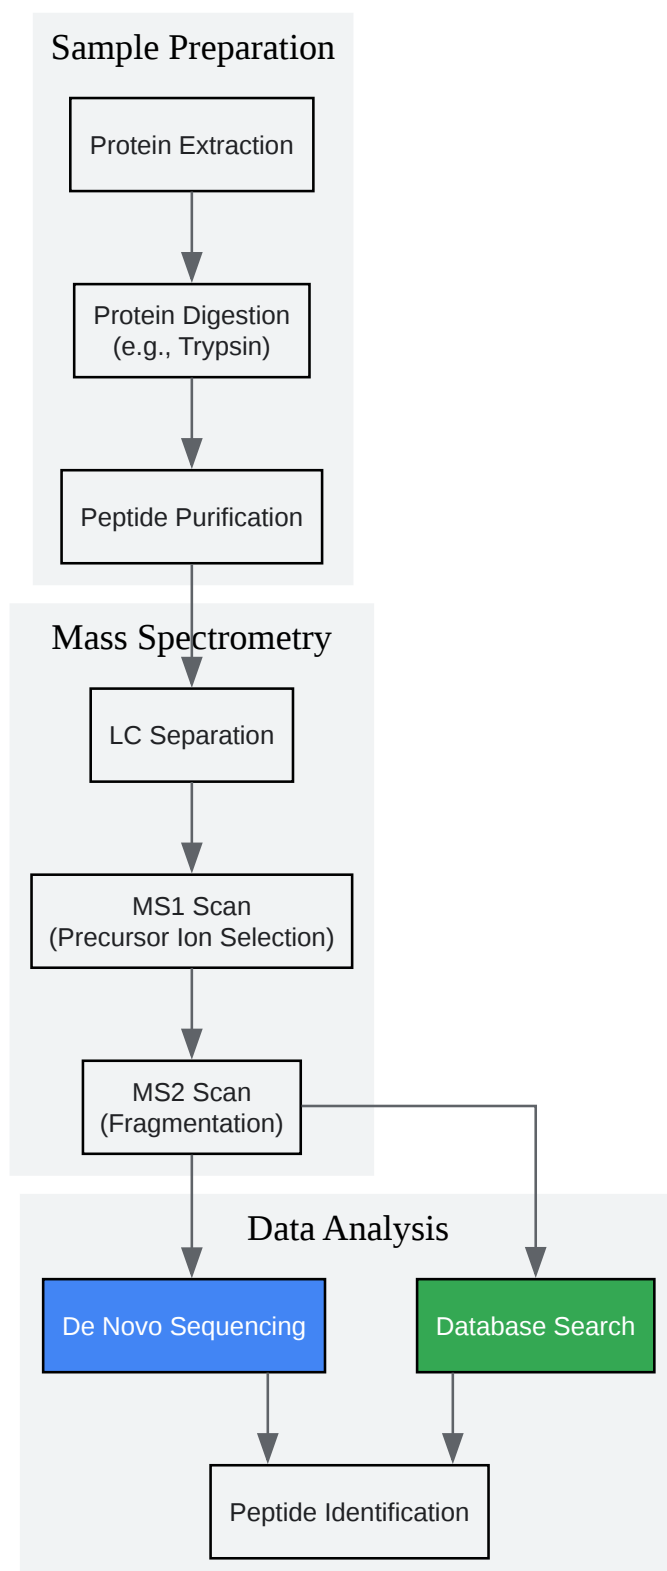 Sample Preparation
Protein Extraction
Protein Digestion
(e.g., Trypsin)
Peptide Purification
Mass Spectrometry
LC Separation
MS1 Scan
(Precursor Ion Selection)
MS2 Scan
(Fragmentation)
Data Analysis
De Novo Sequencing
Database Search
Peptide Identification